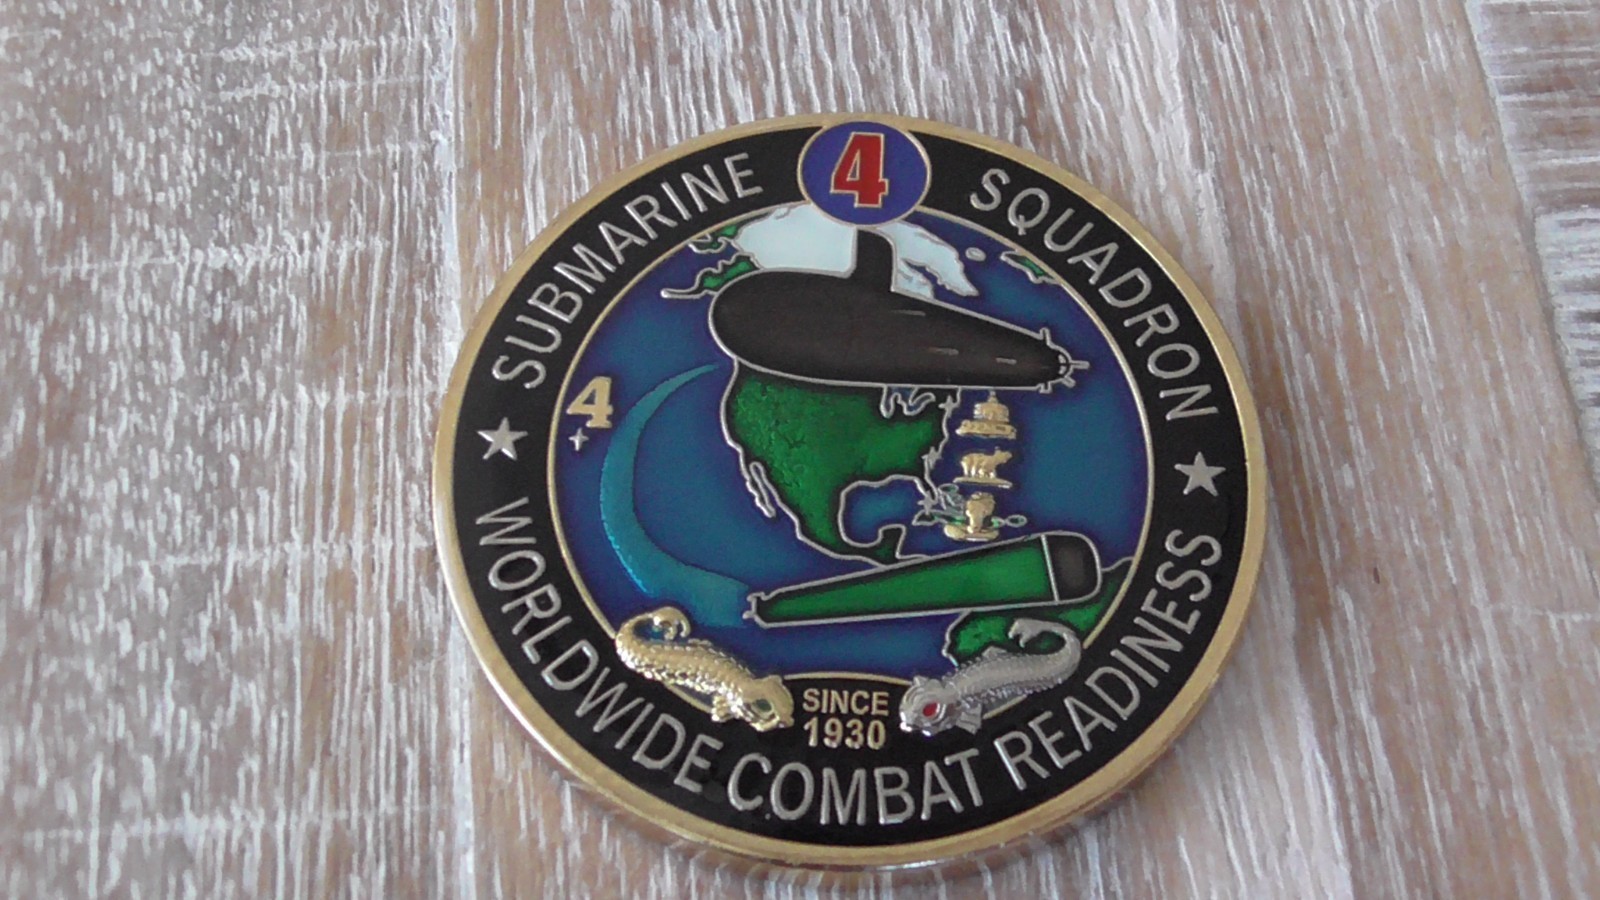 SUBMARINE 4 SQUADRON
4
SINCE
1930
WORLDWIDE COMBAT READINESS